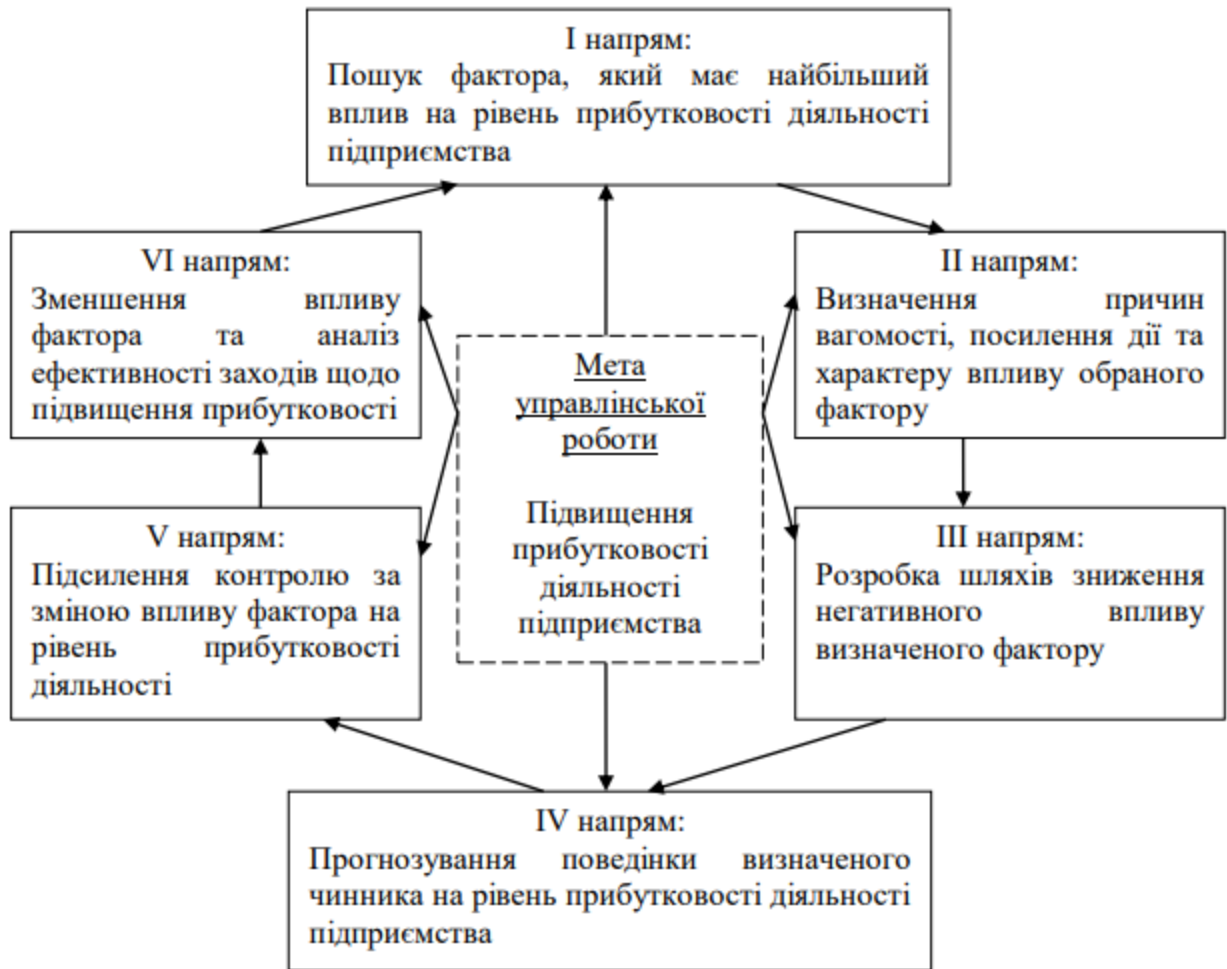 І напрям:
Пошук фактора, який має найбільший
вплив на рівень прибутковості діяльності
підприємства
VI напрям:
Зменшення впливу
фактора та аналіз
ефективності заходів щодо
підвищення прибутковості
ІІ напрям:
Визначення причин
вагомості, посилення дії та
характеру впливу обраного
фактору
Мета
управлінської
роботи
Підвищення
прибутковості
діяльності
підприємства
V напрям:
Підсилення контролю за
зміною впливу фактора на
рівень прибутковості
діяльності
ІІІ напрям:
Розробка шляхів зниження
негативного впливу
визначеного фактору
IV напрям:
Прогнозування поведінки визначеного
чинника на рівень прибутковості діяльності
підприємства